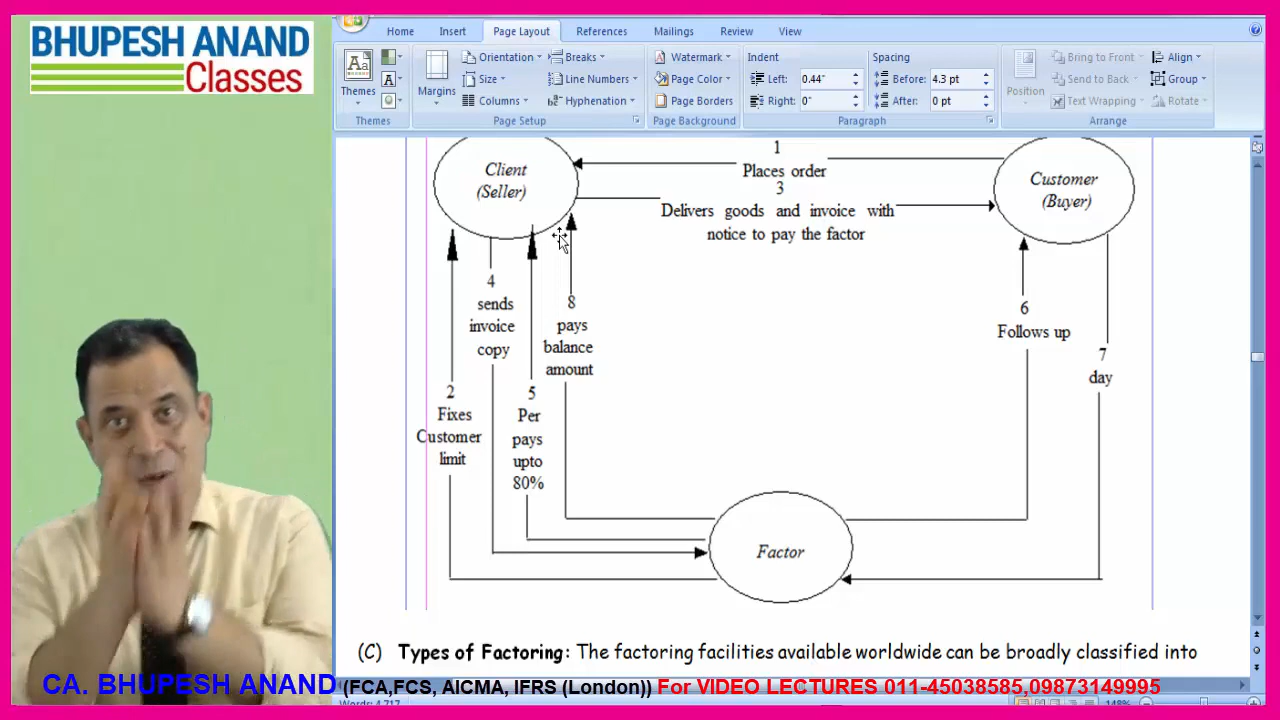 BHUPESH ANAND
Classes
Home Insert Page Layout References Mailings Review View
Themes
Themes
Margins
Orientation
Size
Columns
Breaks
Line Numbers
Hyphenation
Page Setup
Watermark
Page Color
Page Borders
Page Background
Indent
Left: 0.44"
Right: 0"
Spacing
Before: 4.3 pt
After: 0 pt
Paragraph
Position
Bring to Front
Send to Back
Text Wrapping
Align
Group
Rotate
Arrange
Client
(Seller)
1
Places order
3
Delivers goods and invoice with
notice to pay the factor
Customer
(Buyer)
2
Fixes
Customer
limit
4
sends
invoice
copy
5
Per
pays
upto
80%
8
pays
balance
amount
6
Follows up
7
day
Factor
(C) Types of Factoring: The factoring facilities available worldwide can be broadly classified into
CA. BHUPESH ANAND (FCA,FCS, AICMA, IFRS (London)) For VIDEO LECTURES 011-45038585,09873149995
Words: 4,717
148%